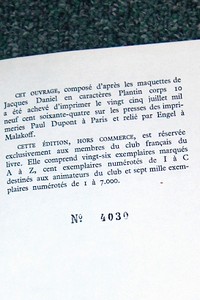 CET OUVRAGE, composé d'après les maquettes de
Jacques Daniel en caractères Plantin corps 10
a été achevé d'imprimer le vingt cinq juillet mil
neuf cent soixante-quatre sur les presses des impri-
meries Paul Dupont à Paris et relié par Engel à
Malakoff.
CETTE ÉDITION, HORS COMMERCE, est réservée
exclusivement aux membres du club français du
livre. Elle comprend vingt-six exemplaires marqués
A à Z, cent exemplaires numérotés de I à C
destinés aux animateurs du club et sept mille exem-
plaires numérotés de 1 à 7.000.
Nº 4030